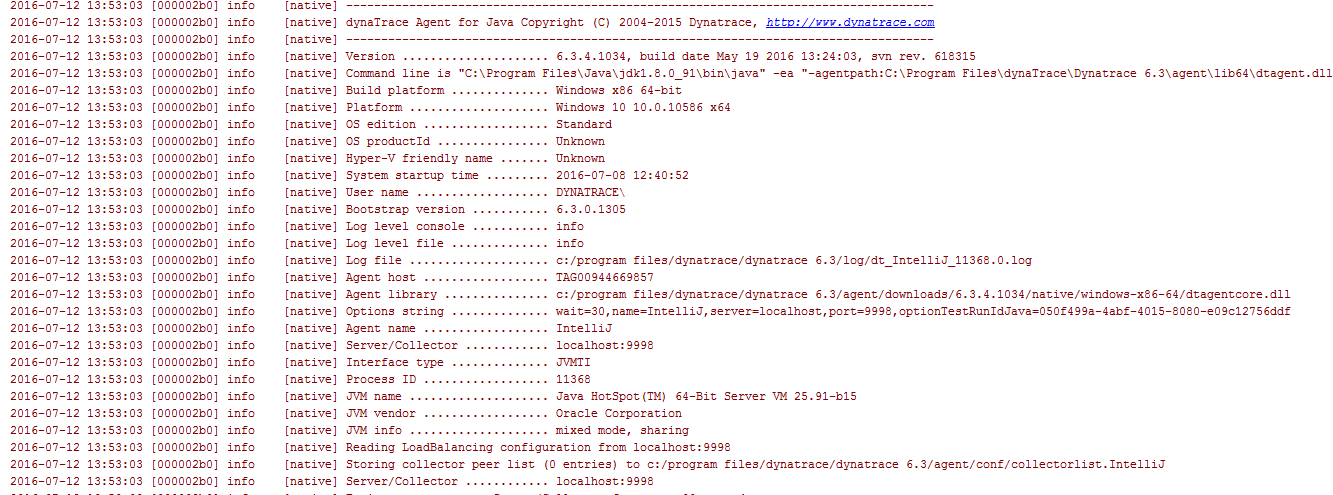 2016-07-12 13:53:03 [000002b0] info    [native] ------------------------------------------------------------------------------------
2016-07-12 13:53:03 [000002b0] info    [native] dynaTrace Agent for Java Copyright (C) 2004-2015 Dynatrace, http://www.dynatrace.com
2016-07-12 13:53:03 [000002b0] info    [native] ------------------------------------------------------------------------------------
2016-07-12 13:53:03 [000002b0] info    [native] Version ..................... 6.3.4.1034, build date May 19 2016 13:24:03, svn rev. 618315
2016-07-12 13:53:03 [000002b0] info    [native] Command line is "C:\Program Files\Java\jdk1.8.0_91\bin\java" -ea "-agentpath:C:\Program Files\dynaTrace\Dynatrace 6.3\agent\lib64\dtagent.dll
2016-07-12 13:53:03 [000002b0] info    [native] Build platform .............. Windows x86 64-bit
2016-07-12 13:53:03 [000002b0] info    [native] Platform .................... Windows 10 10.0.10586 x64
2016-07-12 13:53:03 [000002b0] info    [native] OS edition .................. Standard
2016-07-12 13:53:03 [000002b0] info    [native] OS productId ................ Unknown
2016-07-12 13:53:03 [000002b0] info    [native] Hyper-V friendly name ....... Unknown
2016-07-12 13:53:03 [000002b0] info    [native] System startup time ......... 2016-07-08 12:40:52
2016-07-12 13:53:03 [000002b0] info    [native] User name ................... DYNATRACE\
2016-07-12 13:53:03 [000002b0] info    [native] Bootstrap version ........... 6.3.0.1305
2016-07-12 13:53:03 [000002b0] info    [native] Log level console ........... info
2016-07-12 13:53:03 [000002b0] info    [native] Log level file .............. info
2016-07-12 13:53:03 [000002b0] info    [native] Log file .................... c:/program files/dynatrace/dynatrace 6.3/log/dt_IntelliJ_11368.0.log
2016-07-12 13:53:03 [000002b0] info    [native] Agent host .................. TAG00944669857
2016-07-12 13:53:03 [000002b0] info    [native] Agent library ............... c:/program files/dynatrace/dynatrace 6.3/agent/downloads/6.3.4.1034/native/windows-x86-64/dtagentcore.dll
2016-07-12 13:53:03 [000002b0] info    [native] Options string .............. wait=30,name=IntelliJ,server=localhost,port=9998,optionTestRunIdJava=050f499a-4abf-4015-8080-e09c12756ddf
2016-07-12 13:53:03 [000002b0] info    [native] Agent name .................. IntelliJ
2016-07-12 13:53:03 [000002b0] info    [native] Server/Collector ............ localhost:9998
2016-07-12 13:53:03 [000002b0] info    [native] Interface type .............. JVMTI
2016-07-12 13:53:03 [000002b0] info    [native] Process ID .................. 11368
2016-07-12 13:53:03 [000002b0] info    [native] JVM name .................... Java HotSpot(TM) 64-Bit Server VM 25.91-b15
2016-07-12 13:53:03 [000002b0] info    [native] JVM vendor .................. Oracle Corporation
2016-07-12 13:53:03 [000002b0] info    [native] JVM info .................... mixed mode, sharing
2016-07-12 13:53:03 [000002b0] info    [native] Reading LoadBalancing configuration from localhost:9998
2016-07-12 13:53:03 [000002b0] info    [native] Storing collector peer list (0 entries) to c:/program files/dynatrace/dynatrace 6.3/agent/conf/collectorlist.IntelliJ
2016-07-12 13:53:03 [000002b0] info    [native] Server/Collector ............ localhost:9998